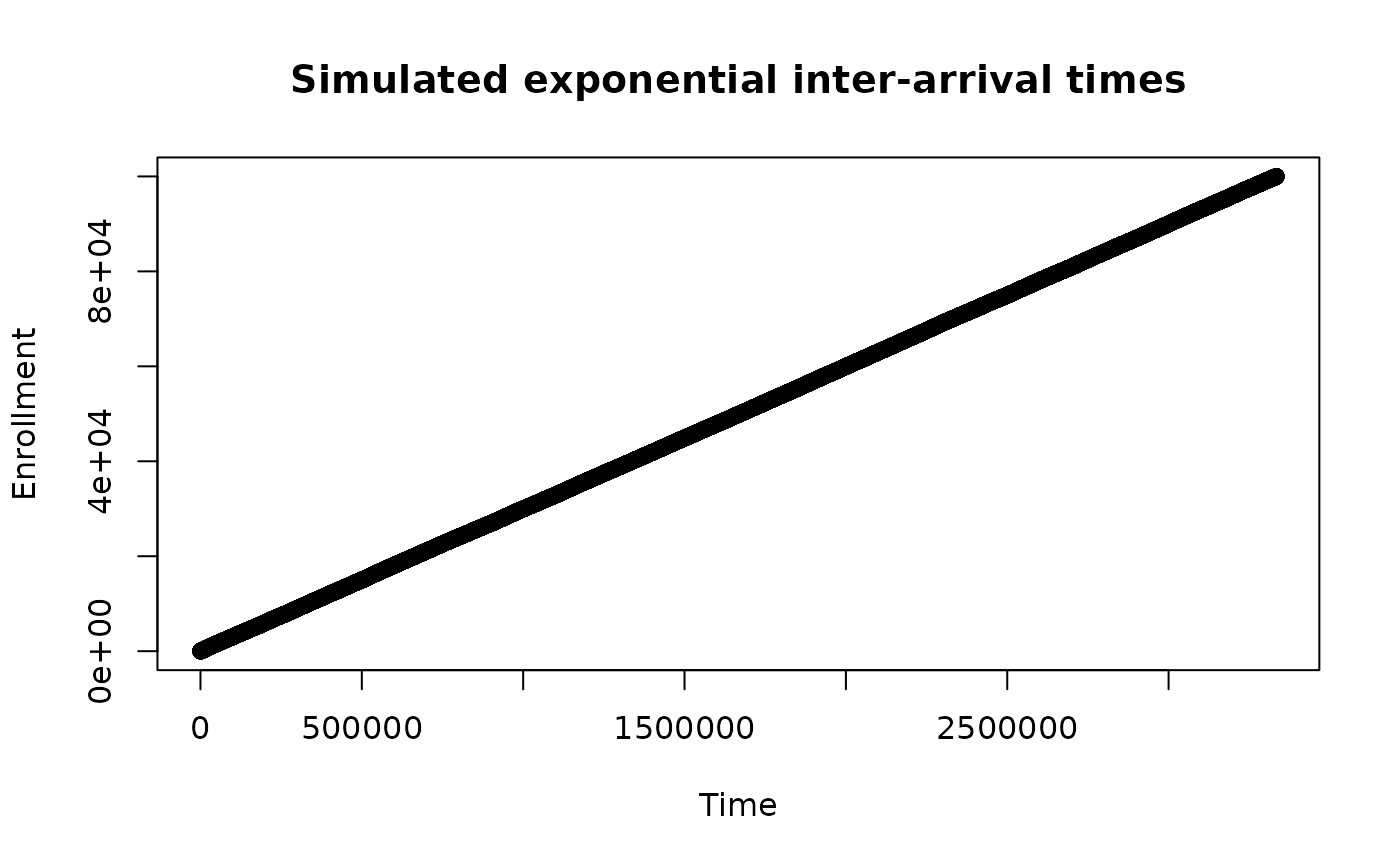 Simulated exponential inter-arrival times
Enrollment
8e+04
4e+04
0e+00
0 500000 1500000 2500000
Time